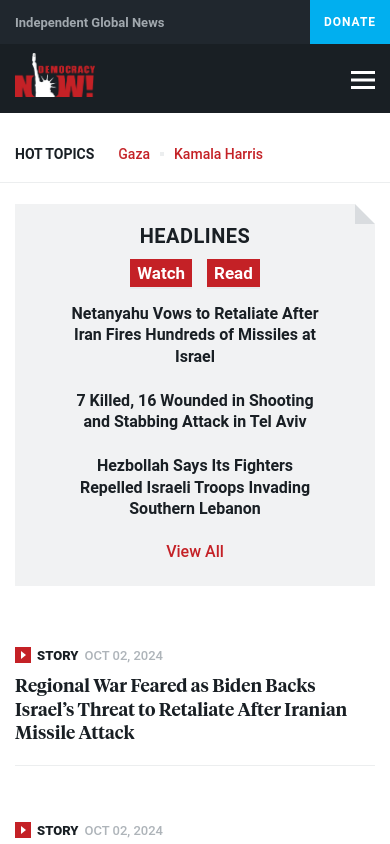 Independent Global News
DONATE
DEMOCRACY
NOW!
HOT TOPICS
Gaza
Kamala Harris
HEADLINES
Watch
Read
Netanyahu Vows to Retaliate After
Iran Fires Hundreds of Missiles at
Israel
7 Killed, 16 Wounded in Shooting
and Stabbing Attack in Tel Aviv
Hezbollah Says Its Fighters
Repelled Israeli Troops Invading
Southern Lebanon
View All
STORY OCT 02, 2024
Regional War Feared as Biden Backs
Israel’s Threat to Retaliate After Iranian
Missile Attack
STORY OCT 02, 2024